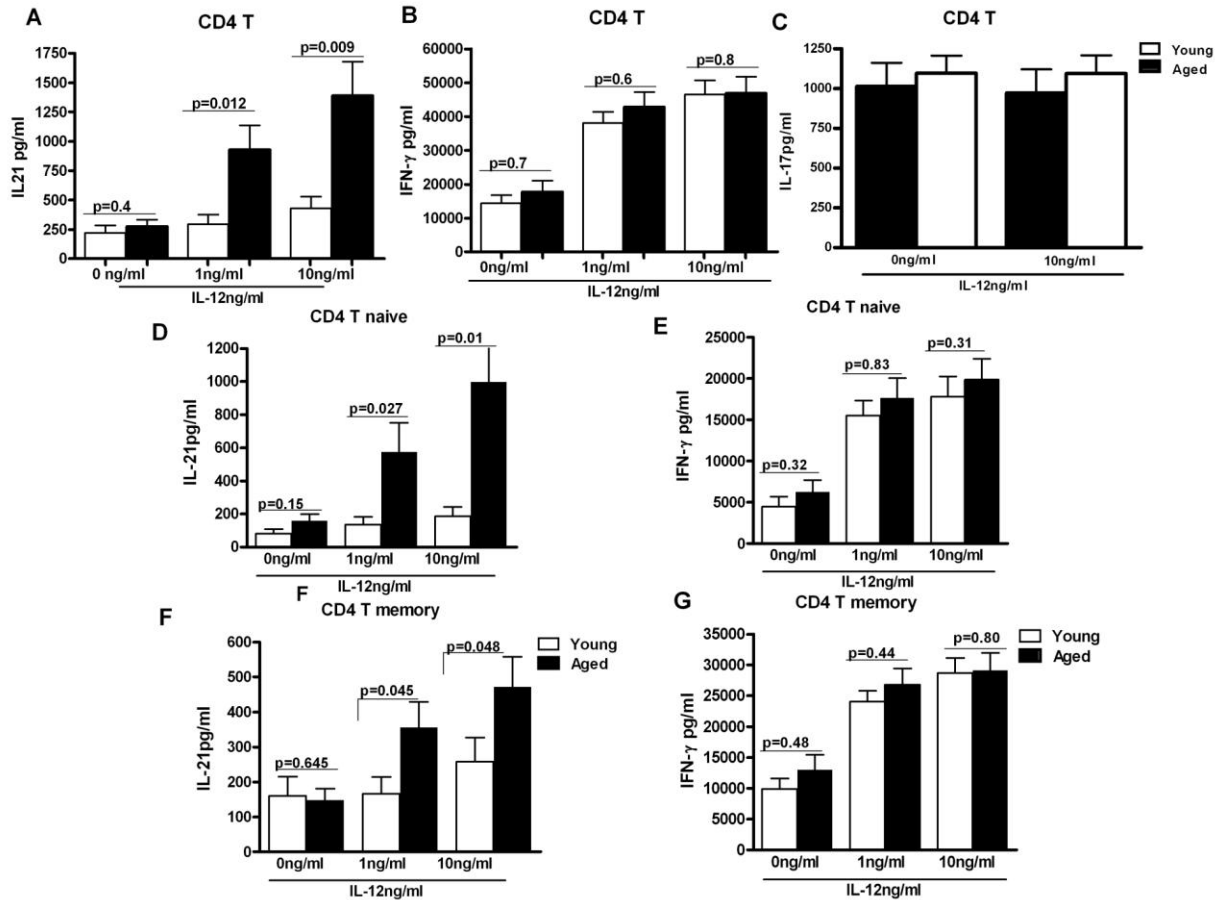 A
CD4 T
IL21 pg/ml
1750
1500
1250
1000
750
500
250
0
p=0.4
p=0.012
p=0.009
0 ng/ml) 1ng/ml) 10ng/ml)
IL-12ng/ml
B
CD4 T
IFN-γ pg/ml
60000
50000
40000
30000
20000
10000
0
p=0.7
p=0.6
p=0.8
0ng/ml) 1ng/ml) 10ng/ml)
IL-12ng/ml
C
CD4 T
IL-17pg/ml
1250
1000
750
500
250
0
0ng/ml 10ng/ml
IL-12ng/ml
Young
Aged
D
CD4 T naive
IL-21pg/ml
1200
1000
800
600
400
200
0
p=0.15
p=0.027
p=0.01
0ng/ml) 1ng/ml) 10ng/ml)
IL-12ng/ml
E
CD4 T naive
IFN-γ pg/ml
25000
20000
15000
10000
5000
0
p=0.32
p=0.83
p=0.31
0ng/ml) 1ng/ml) 10ng/ml)
IL-12ng/ml
F
F
CD4 T memory
IL-21pg/ml
600
500
400
300
200
100
0
p=0.645
p=0.045
p=0.048
0ng/ml) 1ng/ml) 10ng/ml)
IL-12ng/ml
Young
Aged
G
CD4 T memory
IFN-γ pg/ml
35000
30000
25000
20000
15000
10000
5000
0
p=0.48
p=0.44
p=0.80
0ng/ml) 1ng/ml) 10ng/ml)
IL-12ng/ml
Young
Aged